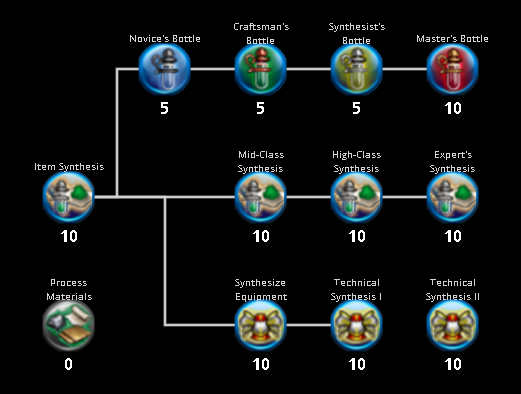 Novice's Bottle
Craftsman's
Bottle
Synthesist's
Bottle
Master's Bottle
5
5
5
10
Item Synthesis
10
Mid-Class
Synthesis
High-Class
Synthesis
Expert's
Synthesis
10
10
10
Process
Materials
0
Synthesize
Equipment
Technical
Synthesis I
Technical
Synthesis II
10
10
10